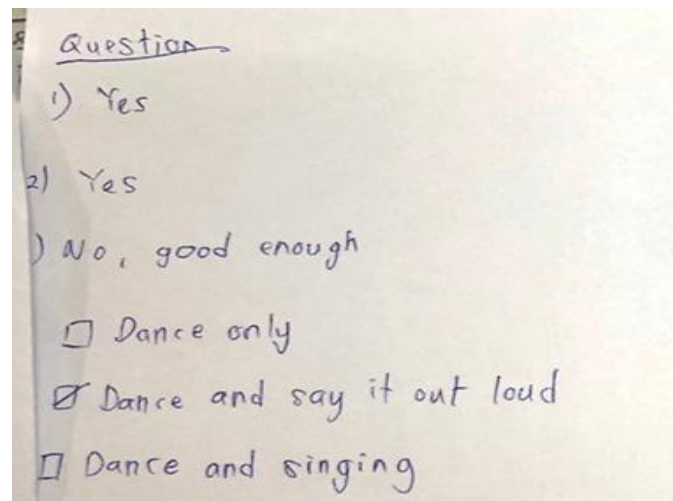 Question
1) Yes
2) Yes
) No, good enough
☐ Dance only
☑ Dance and say it out loud
☐ Dance and singing